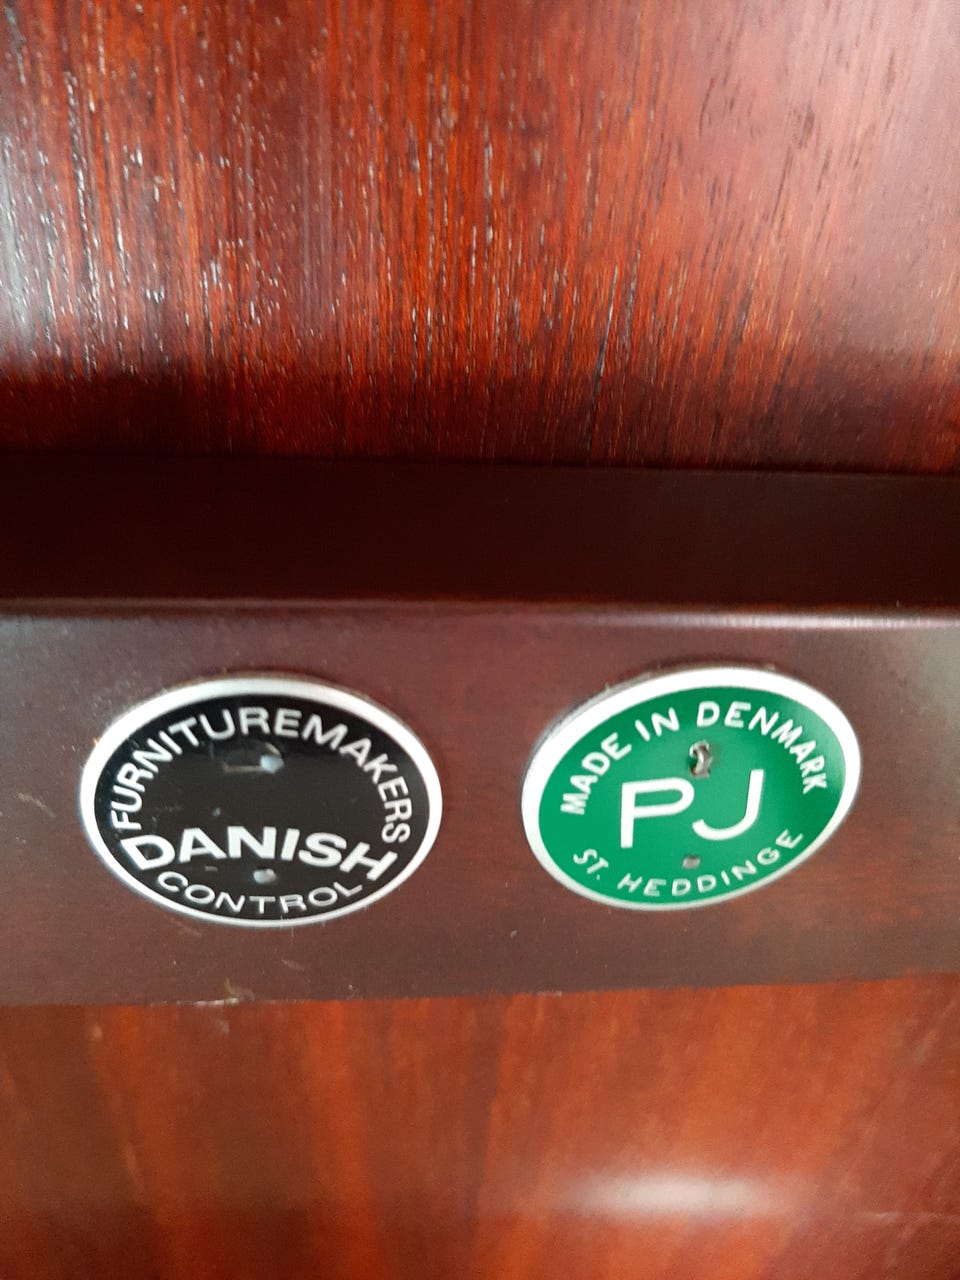 FURNITUREMAKERS
DANISH
CONTROL
MADE IN DENMARK
PJ
ST. HEDDINGE